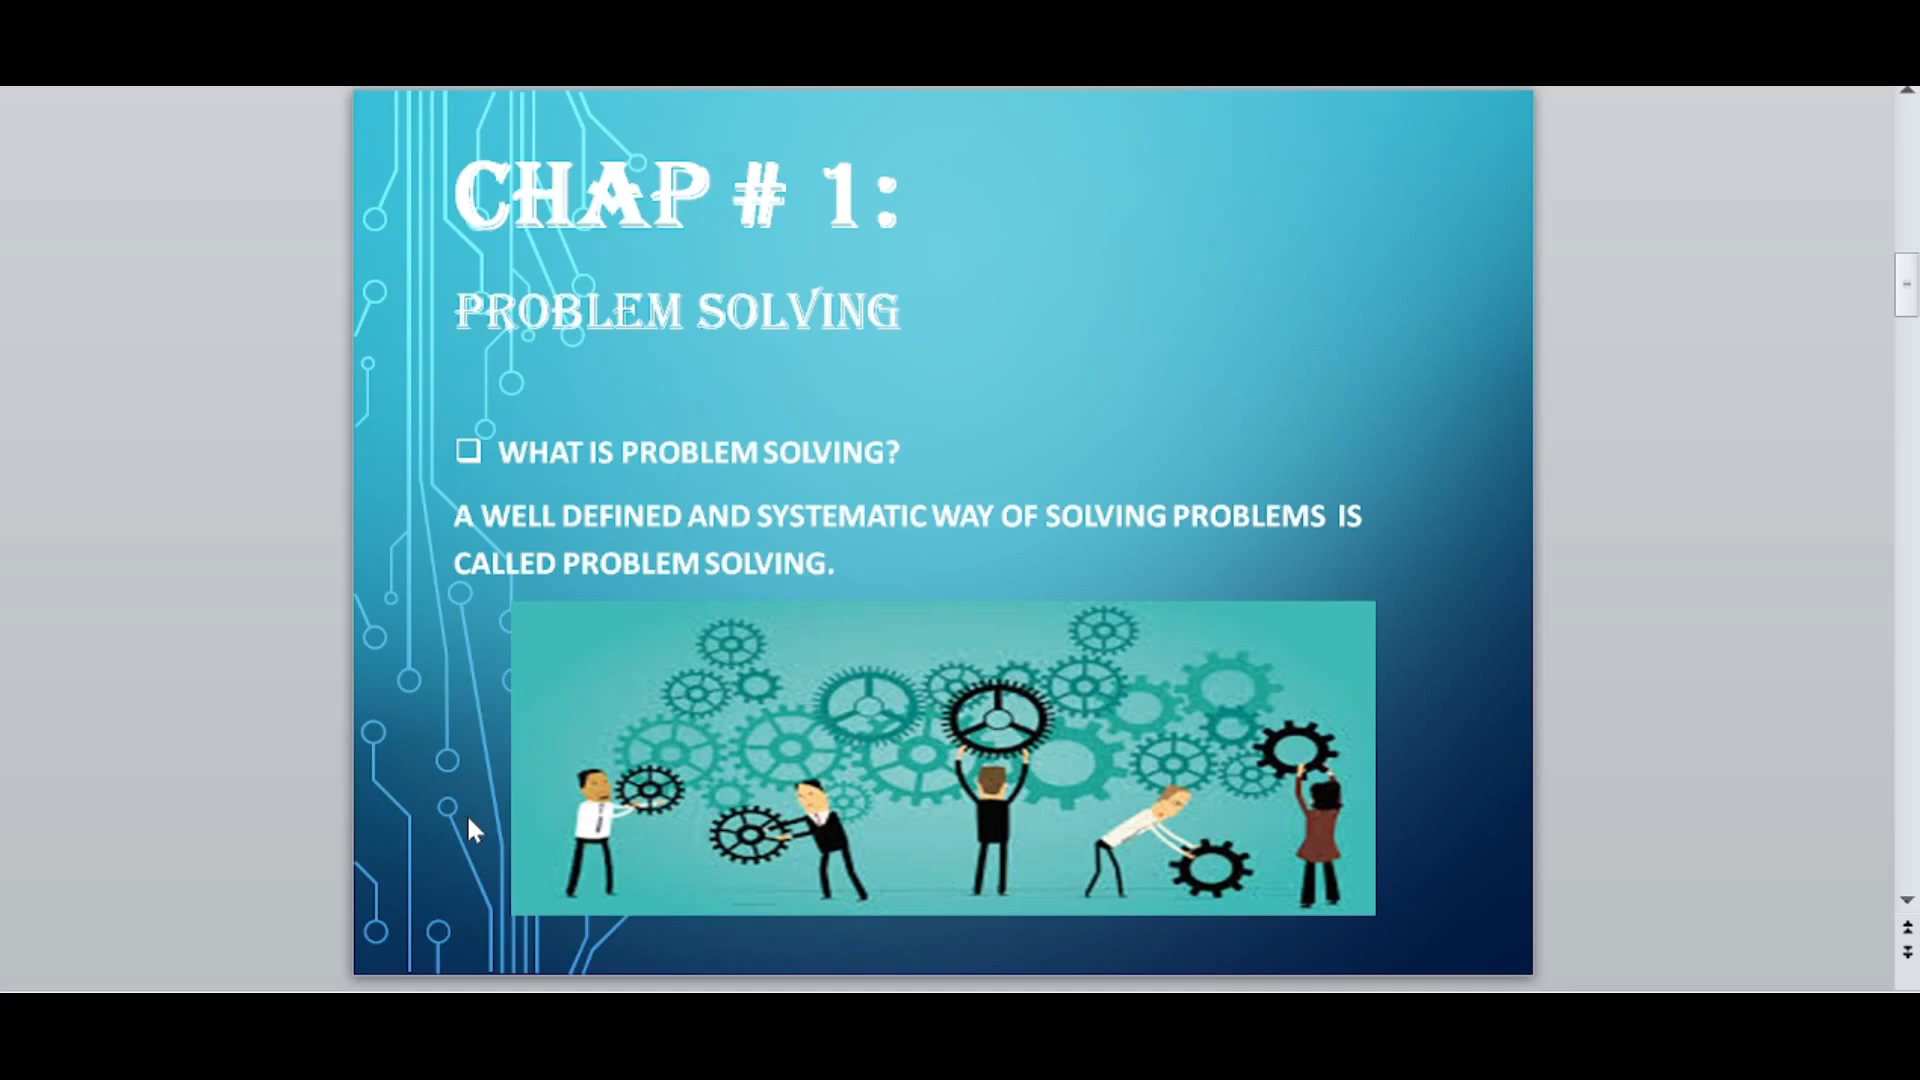 CHAP # 1:
PROBLEM SOLVING
❑ WHAT IS PROBLEM SOLVING?
A WELL DEFINED AND SYSTEMATIC WAY OF SOLVING PROBLEMS IS
CALLED PROBLEM SOLVING.